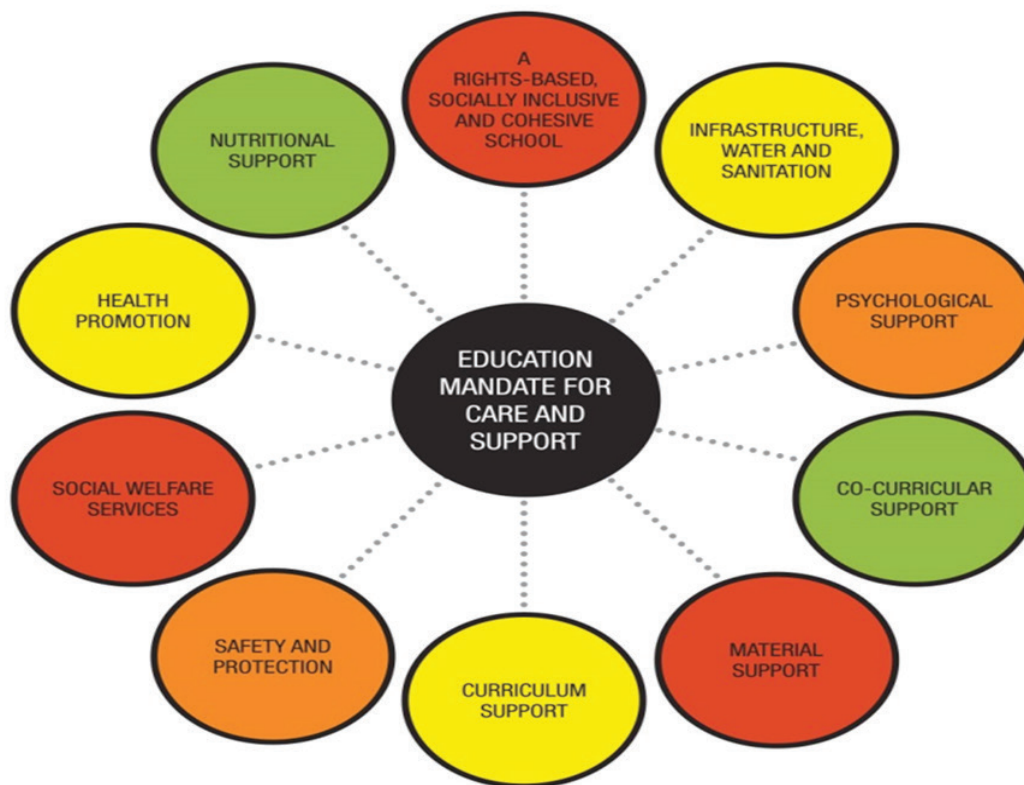 A
RIGHTS-BASED,
SOCIALLY INCLUSIVE
AND COHESIVE
SCHOOL
INFRASTRUCTURE,
WATER AND
SANITATION
PSYCHOLOGICAL
SUPPORT
CO-CURRICULAR
SUPPORT
MATERIAL
SUPPORT
CURRICULUM
SUPPORT
SAFETY AND
PROTECTION
SOCIAL WELFARE
SERVICES
HEALTH
PROMOTION
NUTRITIONAL
SUPPORT
EDUCATION
MANDATE FOR
CARE AND
SUPPORT